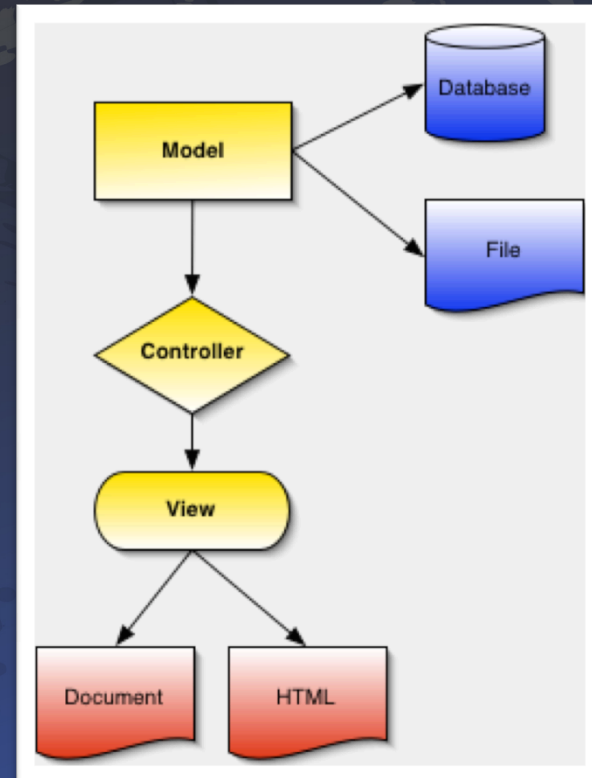 Database
Model
File
Controller
View
Document
HTML